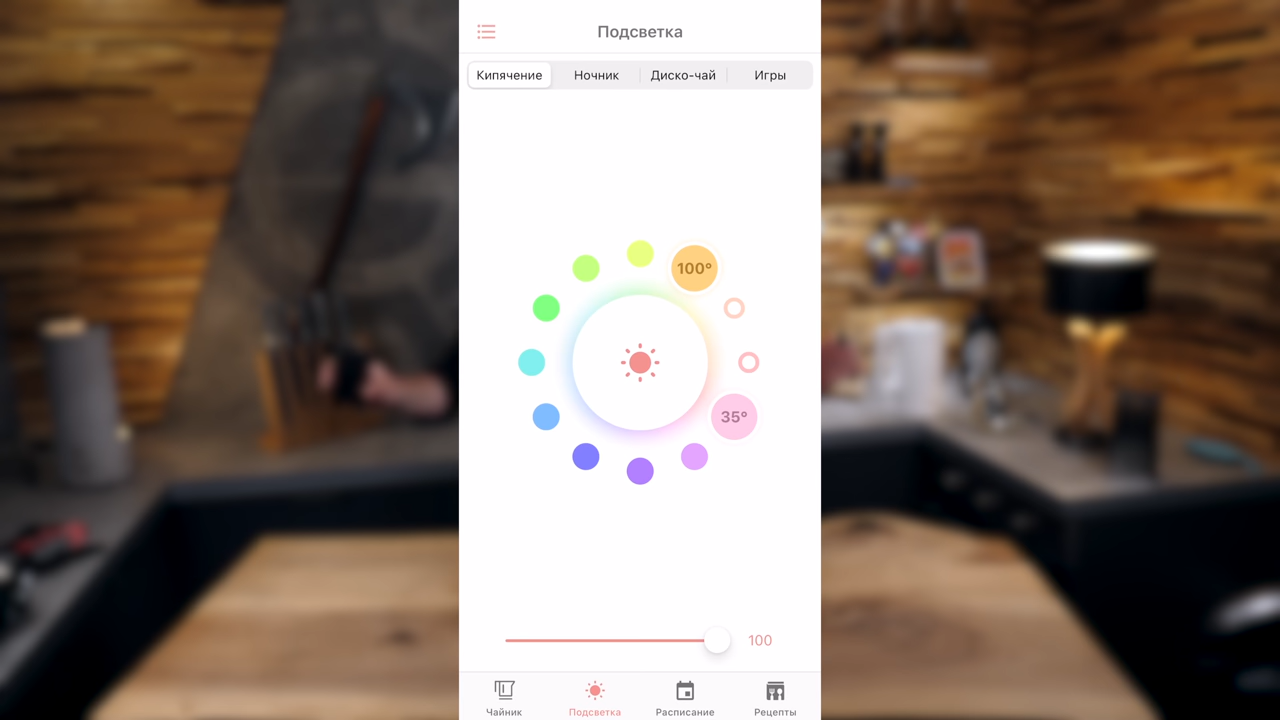 Подсветка
Кипячение Ночник Диско-чай Игры
100°
35°
100
Чайник Подсветка Расписание Рецепты